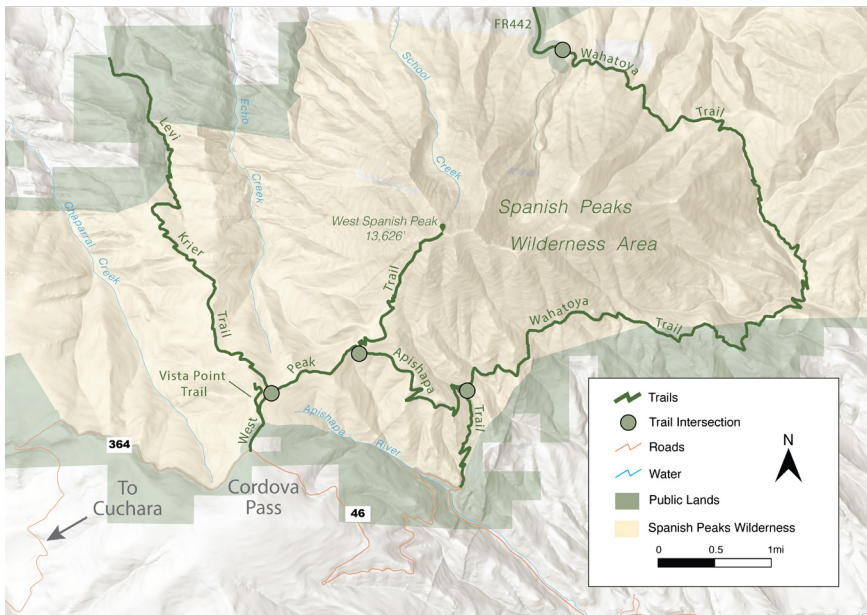 FR442
Wahatoya
Trail
School
Creek
Echo
Creek
Levi
Krier
Trail
Chaparral
Creek
West Spanish Peak
13,626'
Spanish Peaks
Wilderness Area
Trail
Wahatoya
Trail
Peak
Apishapa
Trail
Vista Point
Trail
West
Apishapa
River
364
To
Cuchara
Cordova
Pass
46
Trails
Trail Intersection
Roads
Water
Public Lands
Spanish Peaks Wilderness
N
0 0.5 1mi